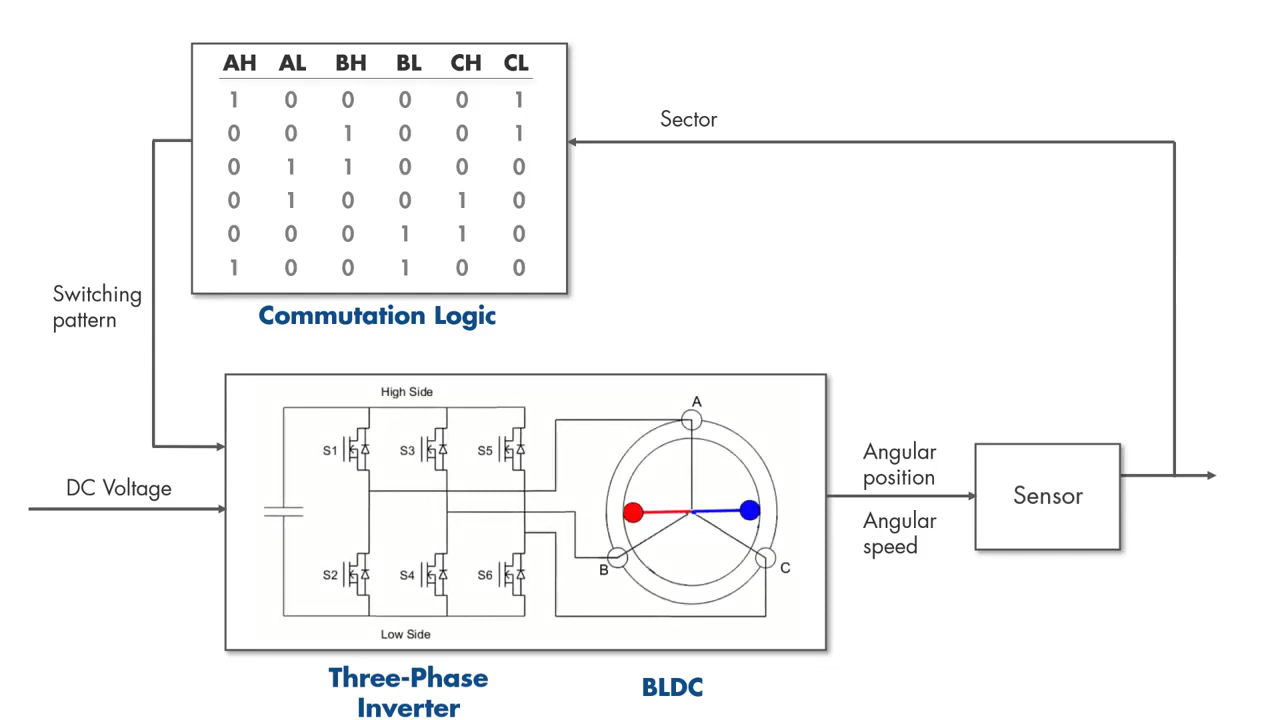 AH AL BH BL CH CL
1 0 0 0 0 1
0 0 1 0 0 1
0 1 1 0 0 0
0 1 0 0 1 0
0 0 0 1 1 0
1 0 0 1 0 0
Commutation Logic
Sector
Switching
pattern
DC Voltage
High Side
S1 S3 S5
S2 S4 S6
Low Side
A
B
C
Three-Phase
Inverter
BLDC
Angular
position
Angular
speed
Sensor